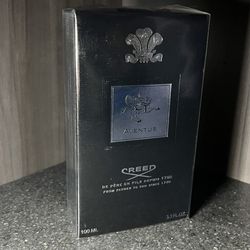 AVENTUS
CREED
DE PÈRE EN FILS DEPUIS 1760
FROM FATHER TO SON SINCE 1760
100 ML
3.3 FL.OZ.